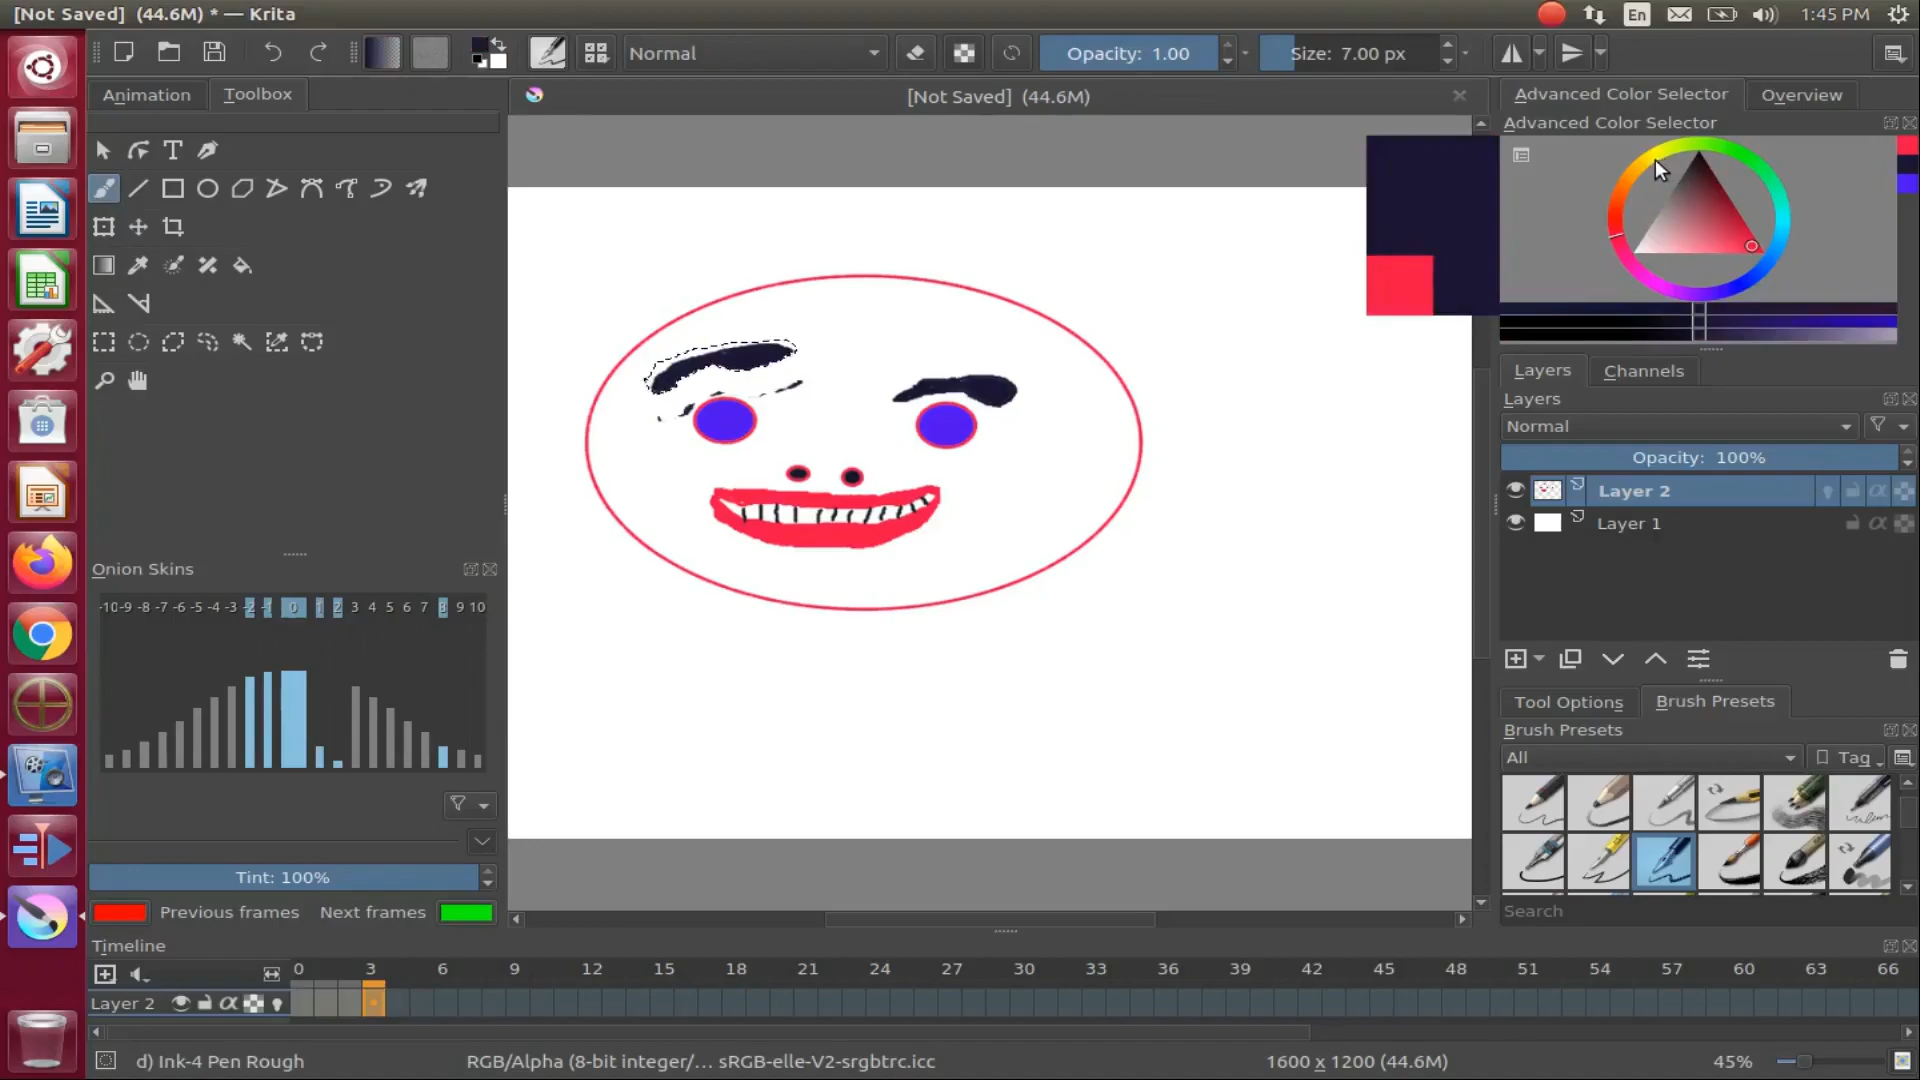 [Not Saved]  (44.6M) * — Krita
En
1:45 PM
Normal
Opacity: 1.00
Size: 7.00 px
Animation
Toolbox
[Not Saved]  (44.6M)
Advanced Color Selector
Overview
Advanced Color Selector
Layers
Channels
Layers
Normal
Opacity: 100%
Layer 2
Layer 1
Onion Skins
-10 -9 -8 -7 -6 -5 -4 -3 -2 -1 0 1 2 3 4 5 6 7 8 9 10
Tool Options
Brush Presets
Brush Presets
All
Tag
Search
Tint: 100%
Previous frames
Next frames
Timeline
0 3 6 9 12 15 18 21 24 27 30 33 36 39 42 45 48 51 54 57 60 63 66
Layer 2
d) Ink-4 Pen Rough
RGB/Alpha (8-bit integer/... sRGB-elle-V2-srgbtrc.icc
1600 x 1200 (44.6M)
45%